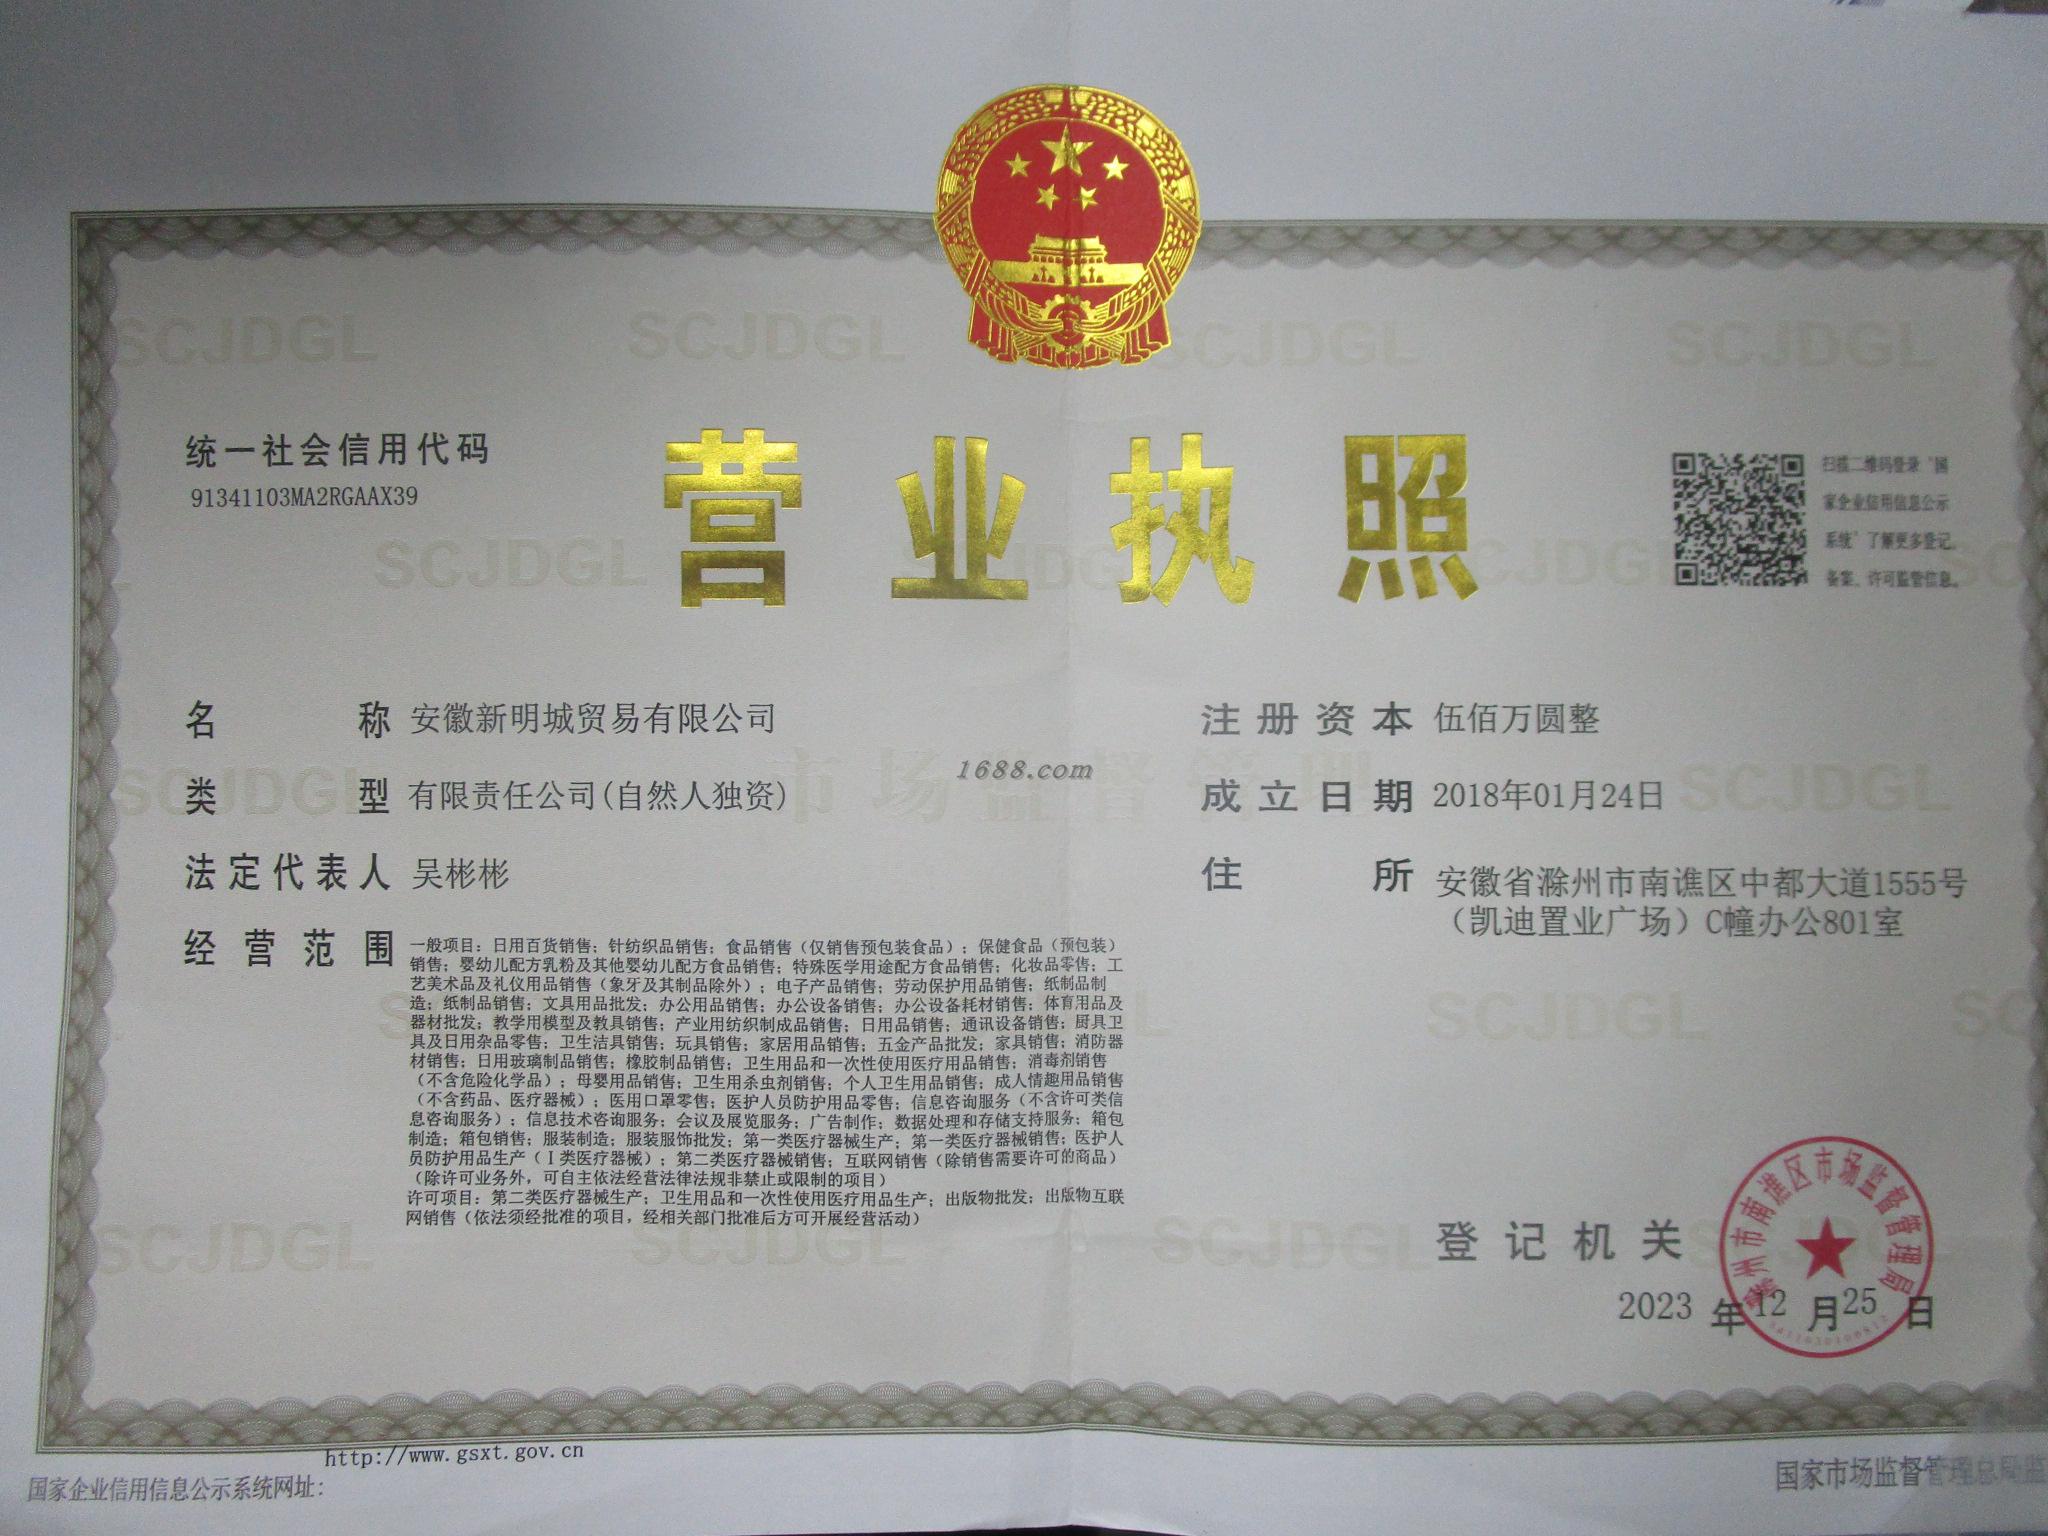 统一社会信用代码
91341103MA2RGAAX39
营业执照
扫描二维码登录“国
家企业信用信息公示
系统”了解更多登记、
备案、许可监管信息。
名称 安徽新明城贸易有限公司
类型 有限责任公司(自然人独资)
法定代表人 吴彬彬
经营范围 一般项目：日用百货销售；针纺织品销售；食品销售（仅销售预包装食品）；保健食品（预包装）
销售；婴幼儿配方乳粉及其他婴幼儿配方食品销售；特殊医学用途配方食品销售；化妆品零售；工
艺美术品及礼仪用品销售（象牙及其制品除外）；电子产品销售；劳动保护用品销售；纸制品制
造；纸制品销售；文具用品批发；办公用品销售；办公设备销售；办公设备耗材销售；体育用品及
器材批发；教学用模型及教具销售；产业用纺织制成品销售；日用品销售；通讯设备销售；厨具卫
具及日用杂品零售；卫生洁具销售；玩具销售；家居用品销售；五金产品批发；家具销售；消防器
材销售；日用玻璃制品销售；橡胶制品销售；卫生用品和一次性使用医疗用品销售；消毒剂销售
（不含危险化学品）；母婴用品销售；卫生用杀虫剂销售；个人卫生用品销售；成人情趣用品销售
（不含药品、医疗器械）；医用口罩零售；医护人员防护用品零售；信息咨询服务（不含许可类信
息咨询服务）；信息技术咨询服务；会议及展览服务；广告制作；数据处理和存储支持服务；箱包
制造；箱包销售；服装制造；服装服饰批发；第一类医疗器械生产；第一类医疗器械销售；医护人
员防护用品生产（Ⅰ类医疗器械）；第二类医疗器械销售；互联网销售（除销售需要许可的商品）
（除许可业务外，可自主依法经营法律法规非禁止或限制的项目）
许可项目：第二类医疗器械生产；卫生用品和一次性使用医疗用品生产；出版物批发；出版物互联
网销售（依法须经批准的项目，经相关部门批准后方可开展经营活动）
注册资本 伍佰万圆整
成立日期 2018年01月24日
住所 安徽省滁州市南谯区中都大道1555号
（凯迪置业广场）C幢办公801室
1688.com
SCJDGL
市场监督管理
登记机关
滁州市南谯区市场监督管理局
2023 年 12 月 25 日
http://www.gsxt.gov.cn
国家企业信用信息公示系统网址：
国家市场监督管理总局监